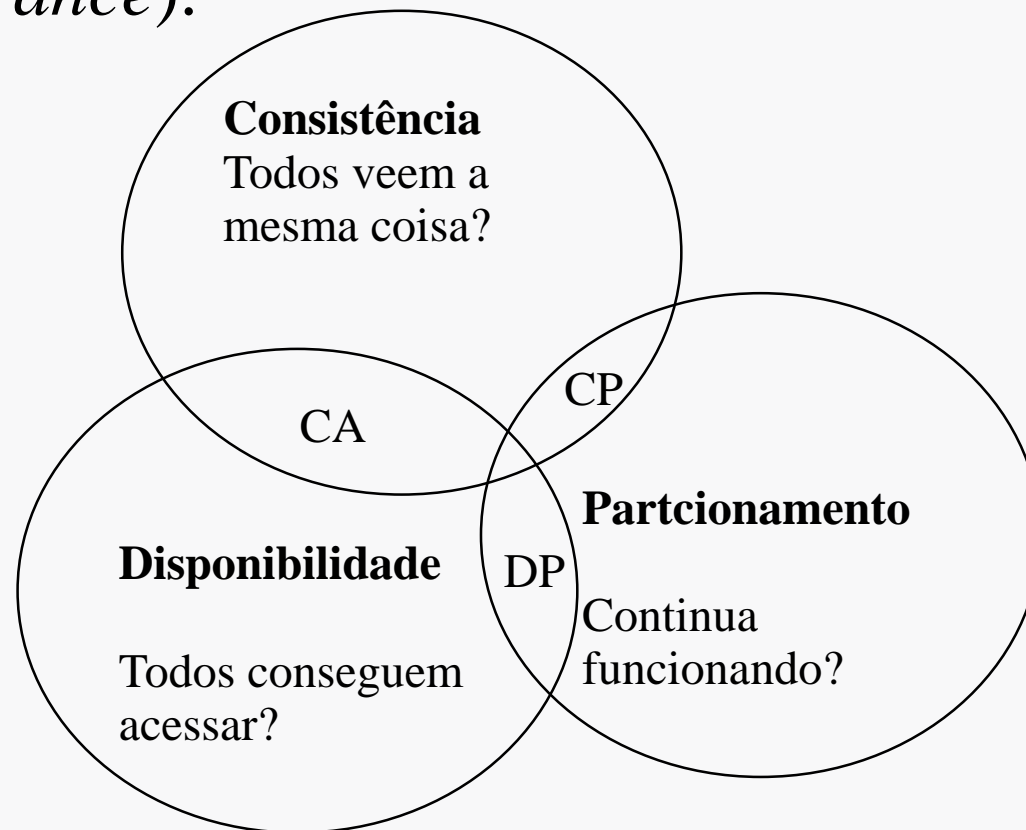 ance).
Consistência
Todos veem a
mesma coisa?
CP
CA
Partcionamento
Disponibilidade
DP
Continua
funcionando?
Todos conseguem
acessar?